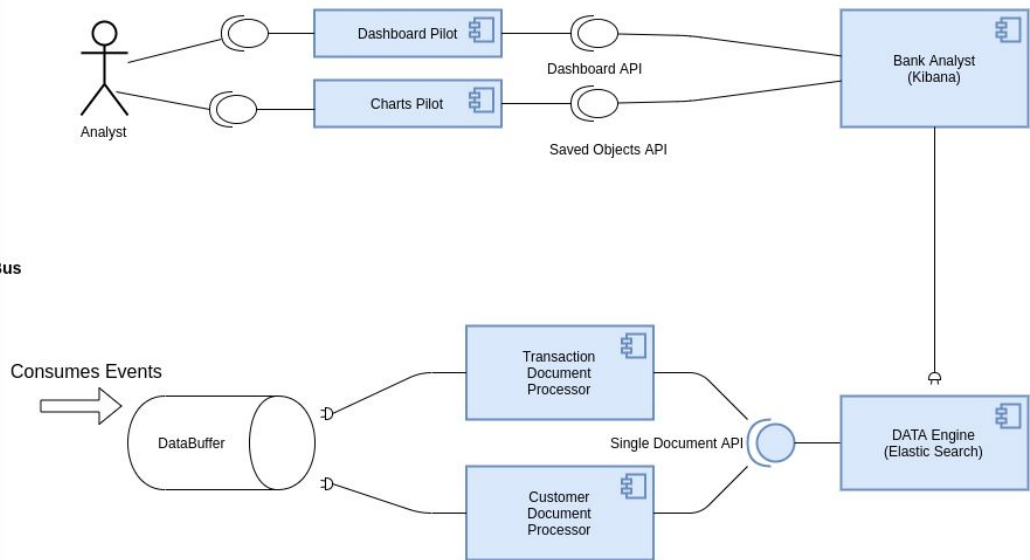 Dashboard Pilot
Dashboard API
Bank Analyst
(Kibana)
Charts Pilot
Analyst
Saved Objects API
Bus
Consumes Events
Transaction
Document
Processor
DataBuffer
Single Document API
DATA Engine
(Elastic Search)
Customer
Document
Processor